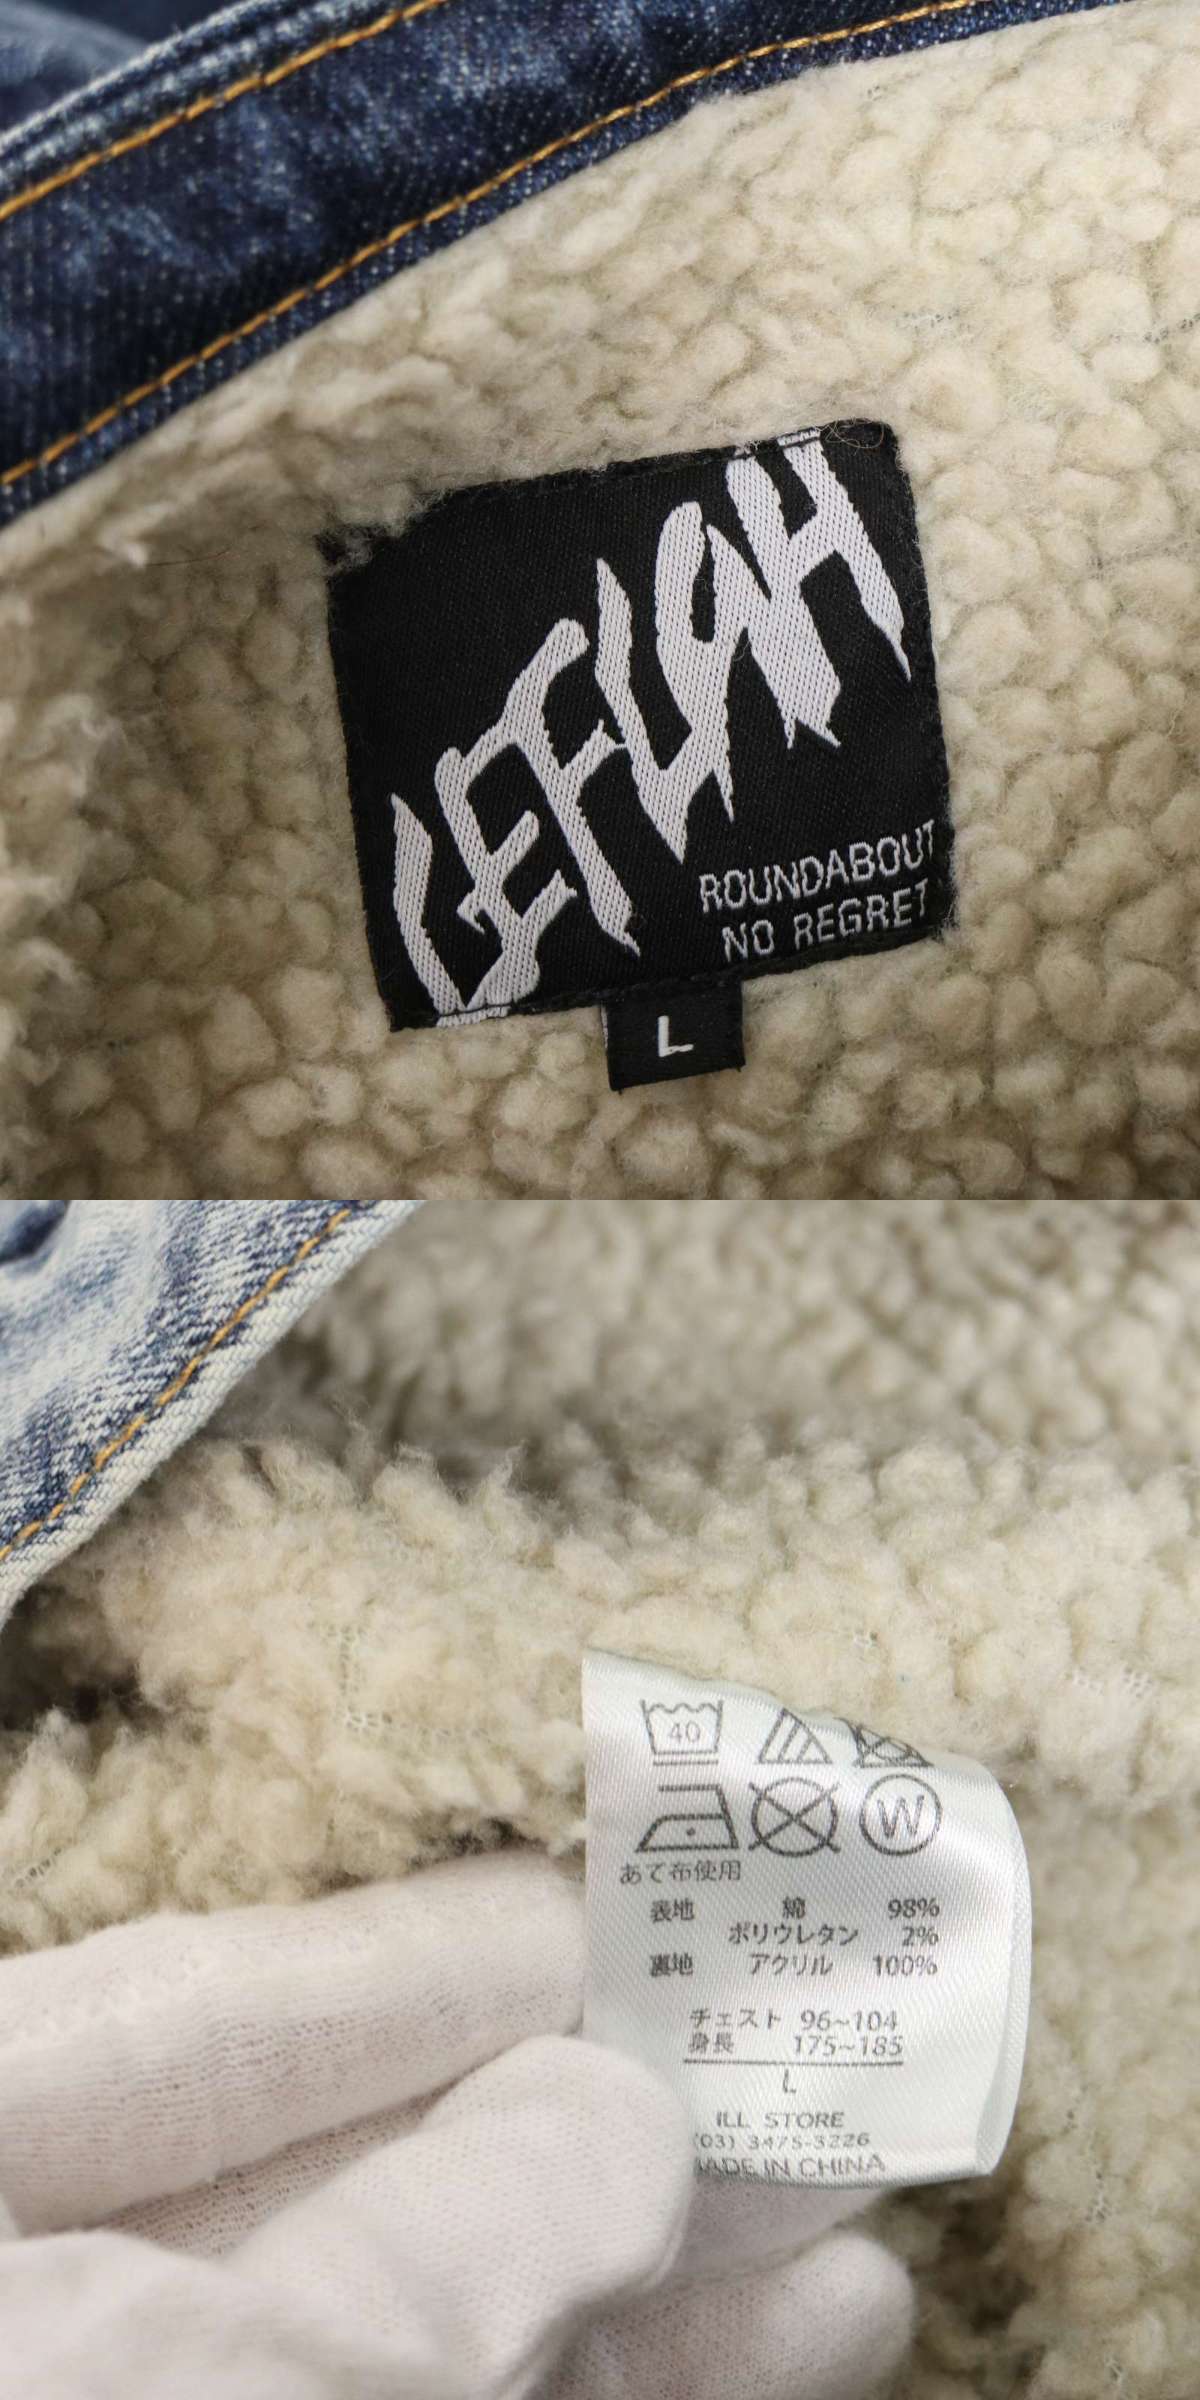 LEFLAH
ROUNDABOUT
NO REGRET
L
40
W
あて布使用
表地 綿 98%
ポリウレタン 2%
裏地 アクリル 100%
チェスト 96~104
身長 175~185
L
ILL STORE
(03) 3475-3226
MADE IN CHINA